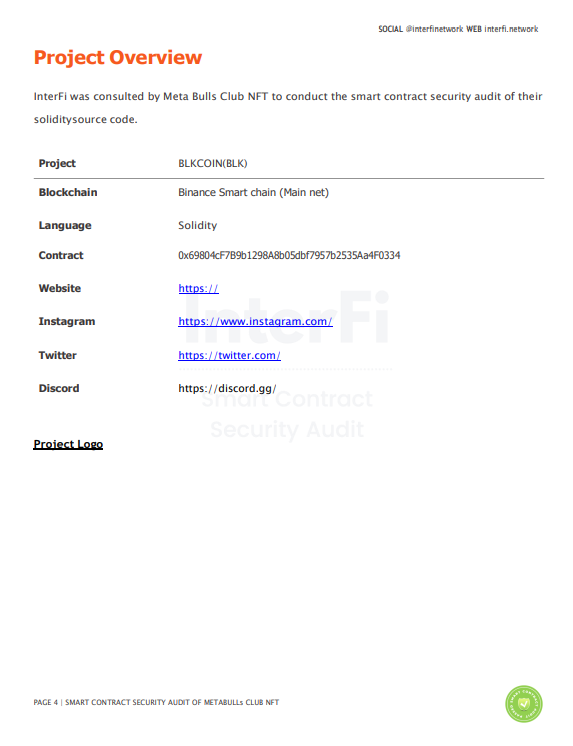 SOCIAL @interfinetwork WEB interfi.network
Project Overview
InterFi was consulted by Meta Bulls Club NFT to conduct the smart contract security audit of their
soliditysource code.
Project BLKCOIN(BLK)
Blockchain Binance Smart chain (Main net)
Language Solidity
Contract 0x69804cF7B9b1298A8b05dbf7957b2535Aa4F0334
Website https://
InterFi
Instagram https://www.instagram.com/
Twitter https://twitter.com/
Discord https://discord.gg/
Smart Contract
Security Audit
Project Logo
PAGE 4 | SMART CONTRACT SECURITY AUDIT OF METABULLs CLUB NFT